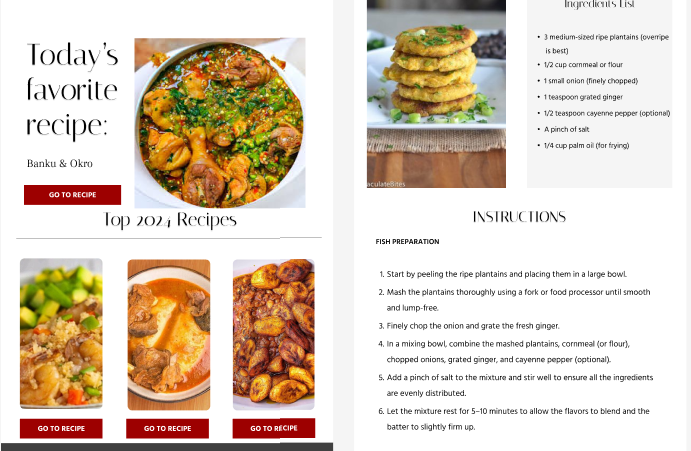 Today's
favorite
recipe:
Banku & Okro
GO TO RECIPE
Top 2024 Recipes
GO TO RECIPE
GO TO RECIPE
GO TO RECIPE
Ingredients List
• 3 medium-sized ripe plantains (overripe
is best)
• 1/2 cup cornmeal or flour
• 1 small onion (finely chopped)
• 1 teaspoon grated ginger
• 1/2 teaspoon cayenne pepper (optional)
• A pinch of salt
• 1/4 cup palm oil (for frying)
aculateBites
INSTRUCTIONS
FISH PREPARATION
1. Start by peeling the ripe plantains and placing them in a large bowl.
2. Mash the plantains thoroughly using a fork or food processor until smooth
and lump-free.
3. Finely chop the onion and grate the fresh ginger.
4. In a mixing bowl, combine the mashed plantains, cornmeal (or flour),
chopped onions, grated ginger, and cayenne pepper (optional).
5. Add a pinch of salt to the mixture and stir well to ensure all the ingredients
are evenly distributed.
6. Let the mixture rest for 5–10 minutes to allow the flavors to blend and the
batter to slightly firm up.